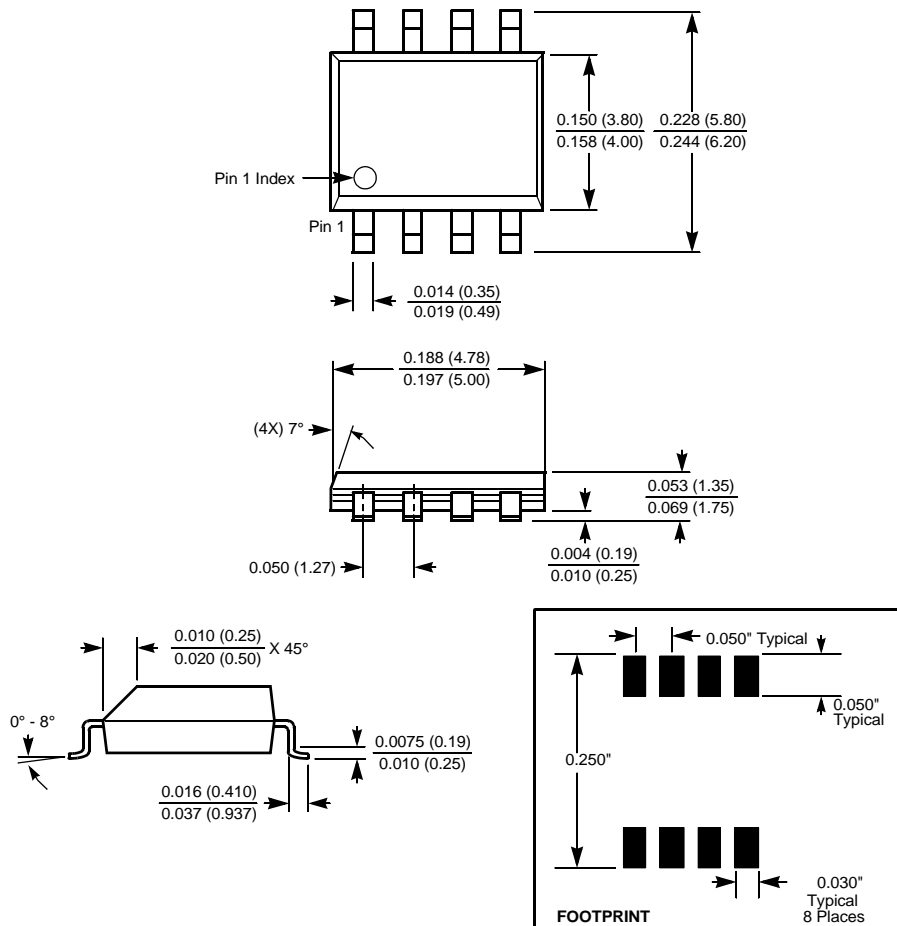 0.150 (3.80)
0.158 (4.00)
0.228 (5.80)
0.244 (6.20)
Pin 1 Index
Pin 1
0.014 (0.35)
0.019 (0.49)
0.188 (4.78)
0.197 (5.00)
(4X) 7°
0.053 (1.35)
0.069 (1.75)
0.050 (1.27)
0.004 (0.19)
0.010 (0.25)
0.010 (0.25)
0.020 (0.50)
X 45°
0° - 8°
0.0075 (0.19)
0.010 (0.25)
0.016 (0.410)
0.037 (0.937)
0.050" Typical
0.050"
Typical
0.250"
0.030"
Typical
8 Places
FOOTPRINT